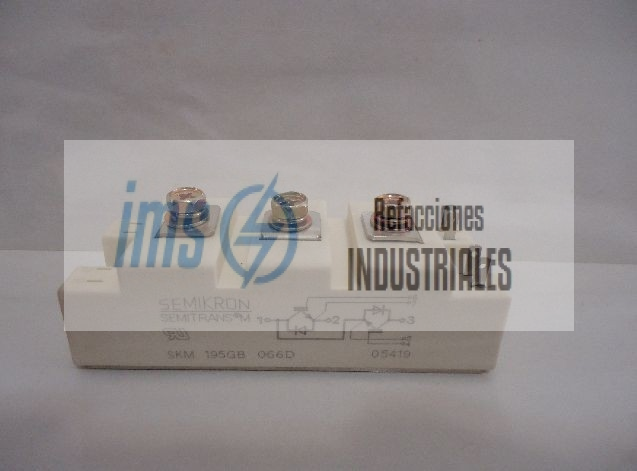 ims Refacciones
INDUSTRIALES
SEMIKRON
SEMITRANS®M 1 2 3
SKM 195GB 066D 05419